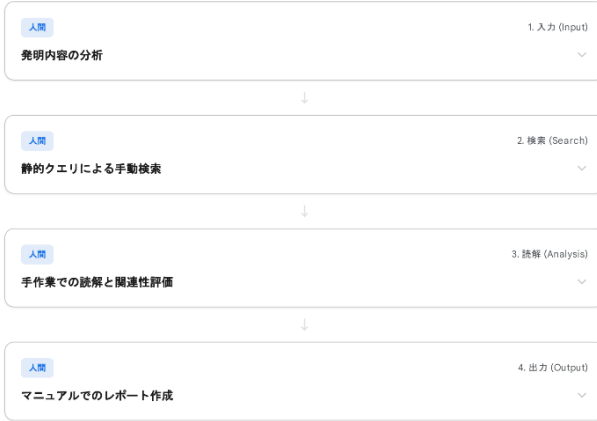 人間
1. 入力 (Input)
発明内容の分析
↓
人間
2. 検索 (Search)
静的クエリによる手動検索
↓
人間
3. 読解 (Analysis)
手作業での読解と関連性評価
↓
人間
4. 出力 (Output)
マニュアルでのレポート作成